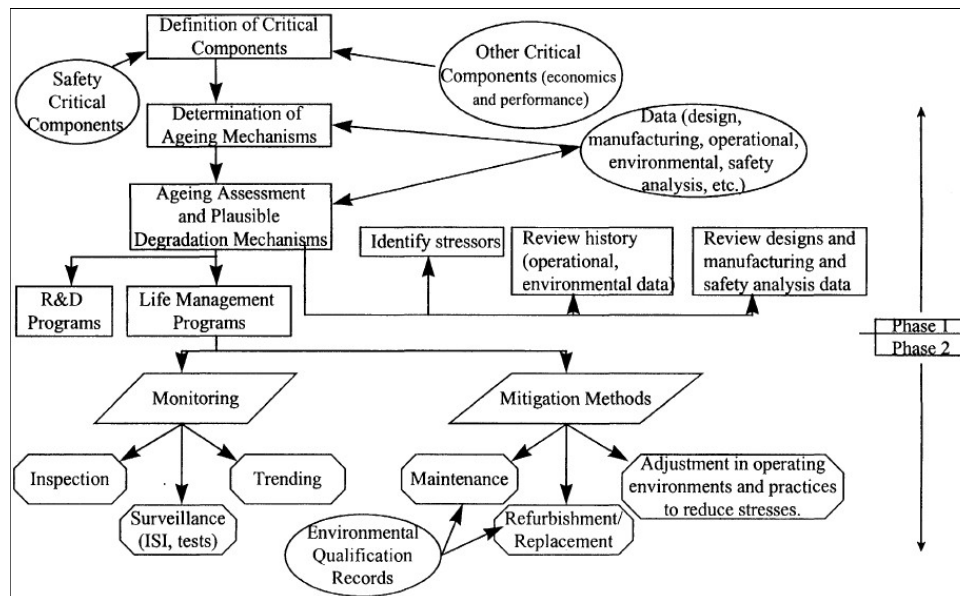 Definition of Critical
Components
Safety
Critical
Components
Other Critical
Components (economics
and performance)
Determination of
Ageing Mechanisms
Data (design,
manufacturing, operational,
environmental, safety
analysis, etc.)
Ageing Assessment
and Plausible
Degradation Mechanisms
Identify stressors
Review history
(operational,
environmental data)
Review designs and
manufacturing and
safety analysis data
R&D
Programs
Life Management
Programs
Phase 1
Phase 2
Monitoring
Mitigation Methods
Inspection
Trending
Surveillance
(ISI, tests)
Maintenance
Refurbishment/
Replacement
Adjustment in operating
environments and practices
to reduce stresses.
Environmental
Qualification
Records